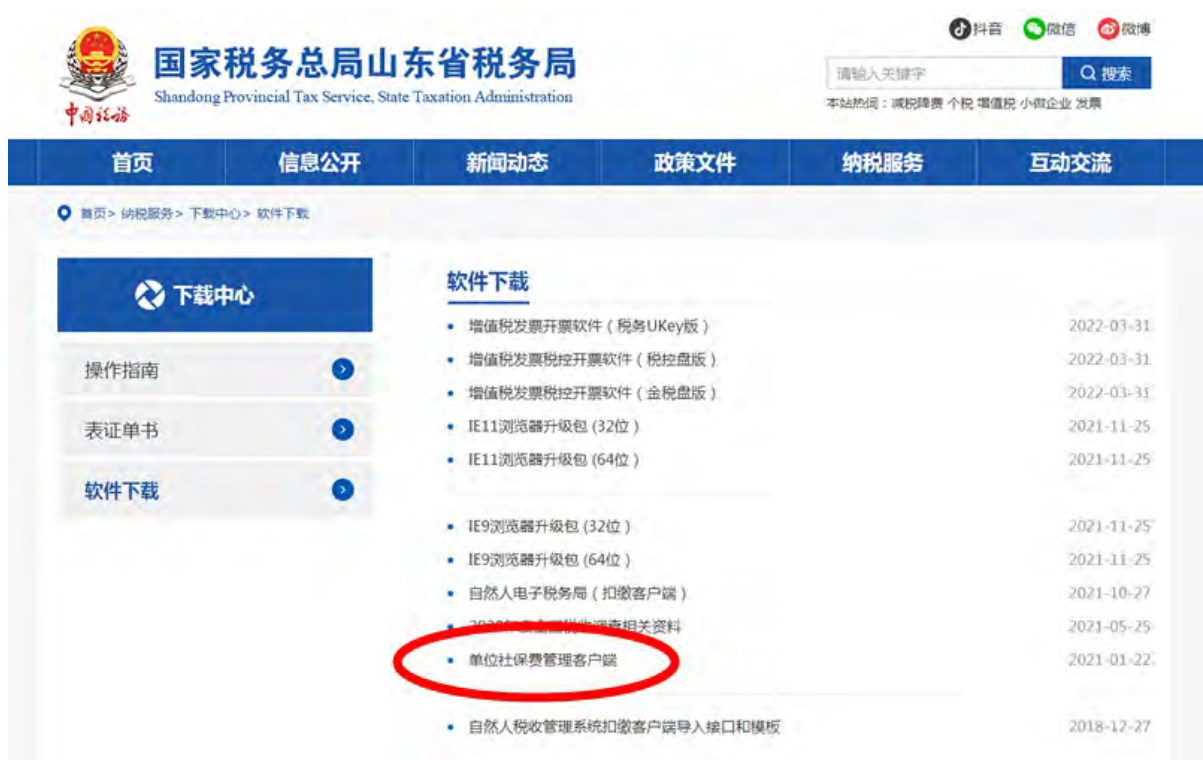 抖音 微信 微博
国家税务总局山东省税务局
Shandong Provincial Tax Service, State Taxation Administration
中国税务
请输入关键字
搜索
本站热词：减税降费 个税 增值税 小微企业 发票
首页 信息公开 新闻动态 政策文件 纳税服务 互动交流
首页> 纳税服务> 下载中心> 软件下载
下载中心
操作指南
表证单书
软件下载
软件下载
增值税发票开票软件（税务UKey版） 2022-03-31
增值税发票税控开票软件（税控盘版） 2022-03-31
增值税发票税控开票软件（金税盘版） 2022-03-31
IE11浏览器升级包 (32位） 2021-11-25
IE11浏览器升级包 (64位） 2021-11-25
IE9浏览器升级包 (32位） 2021-11-25
IE9浏览器升级包 (64位） 2021-11-25
自然人电子税务局（扣缴客户端） 2021-10-27
相关资料 2021-05-25
单位社保费管理客户端 2021-01-22
自然人税收管理系统扣缴客户端导入接口和模板 2018-12-27